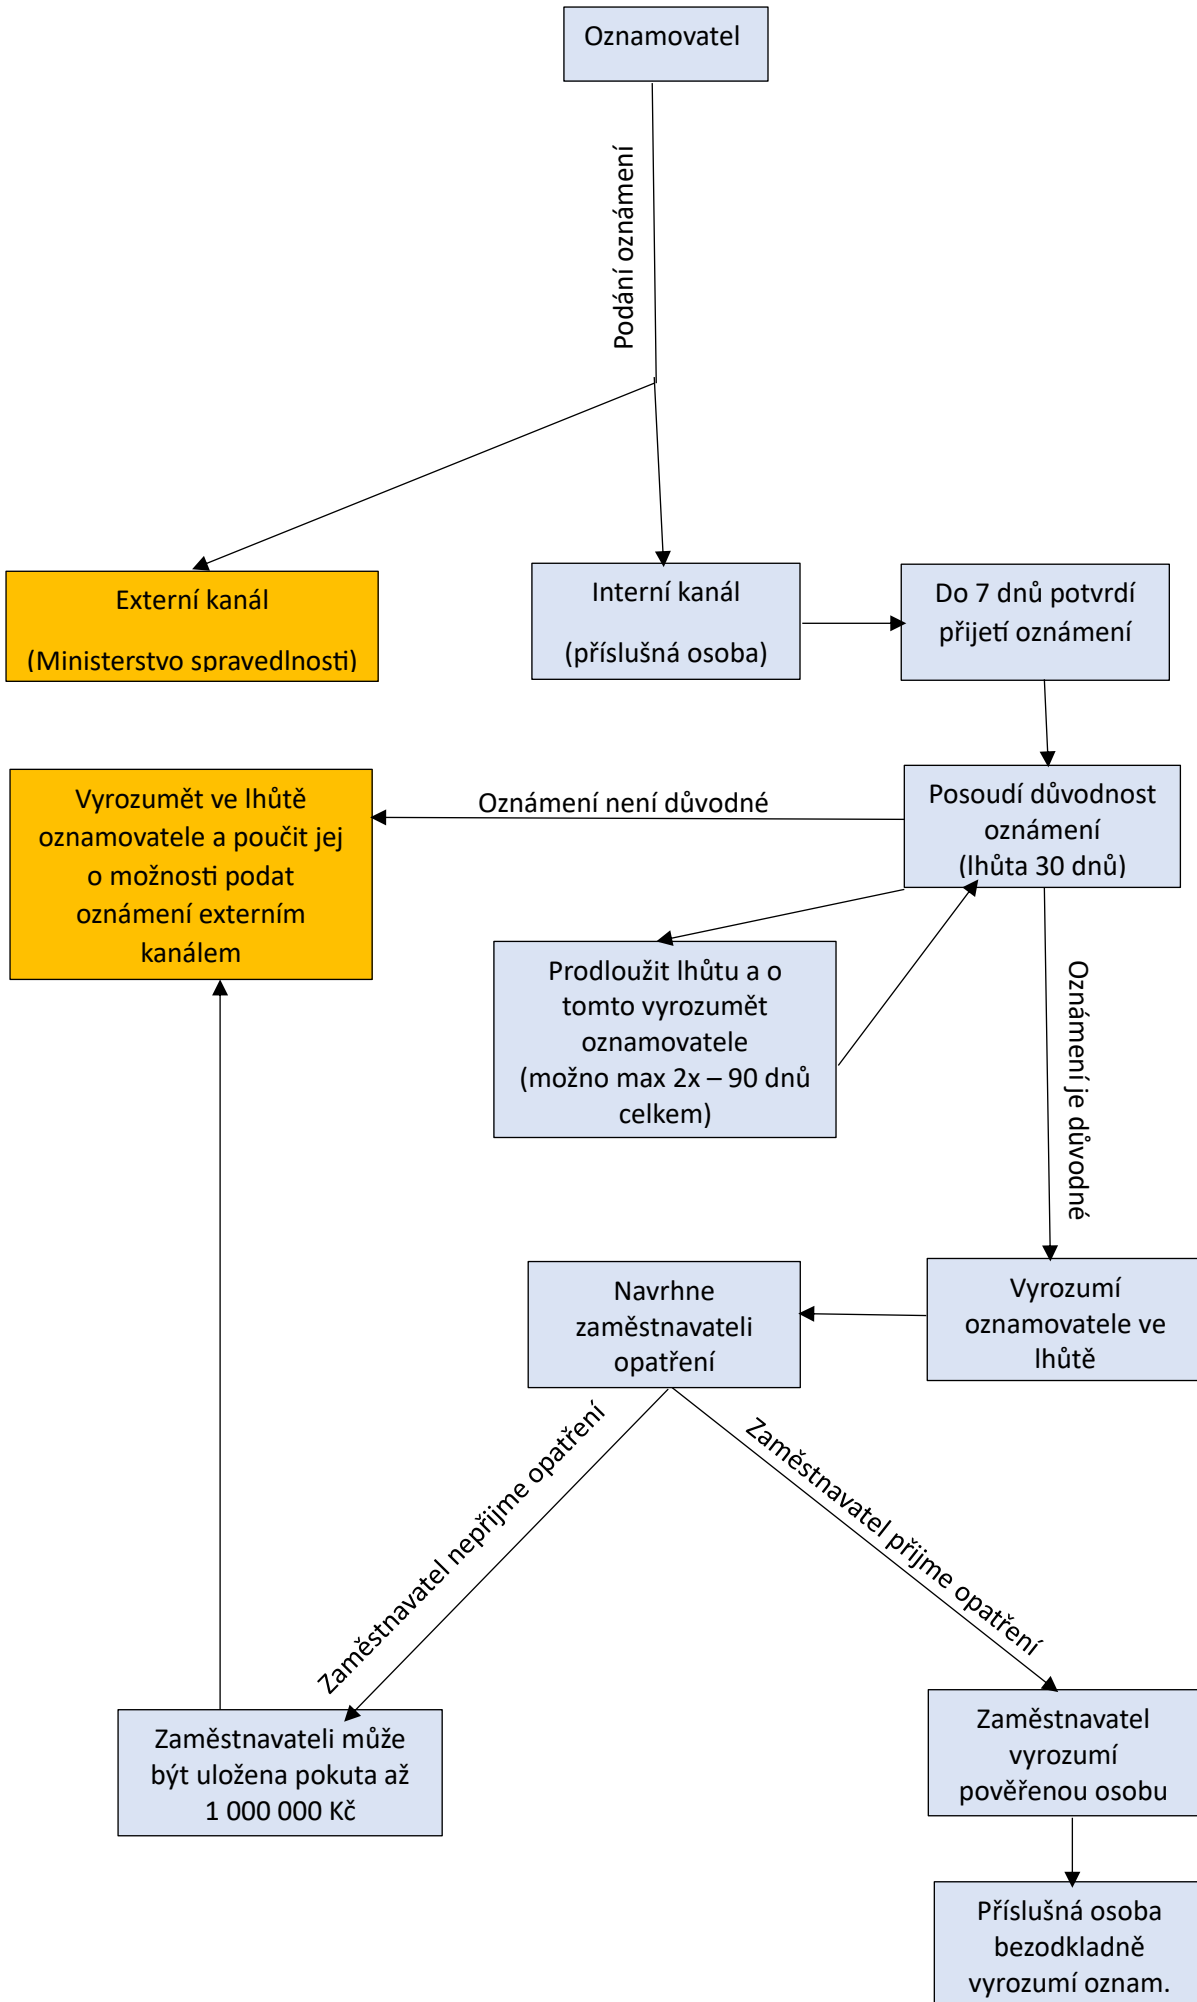 Oznamovatel
Podání oznámení
Externí kanál
(Ministerstvo spravedlnosti)
Interní kanál
(příslušná osoba)
Do 7 dnů potvrdí
přijetí oznámení
Vyrozumět ve lhůtě
oznamovatele a poučit jej
o možnosti podat
oznámení externím
kanálem
Oznámení není důvodné
Posoudí důvodnost
oznámení
(lhůta 30 dnů)
Prodloužit lhůtu a o
tomto vyrozumět
oznamovatele
(možno max 2x – 90 dnů
celkem)
Oznámení je důvodné
Navrhne
zaměstnavateli
opatření
Vyrozumí
oznamovatele ve
lhůtě
Zaměstnavatel nepřijme opatření
Zaměstnavatel přijme opatření
Zaměstnavateli může
být uložena pokuta až
1 000 000 Kč
Zaměstnavatel
vyrozumí
pověřenou osobu
Příslušná osoba
bezodkladně
vyrozumí oznam.